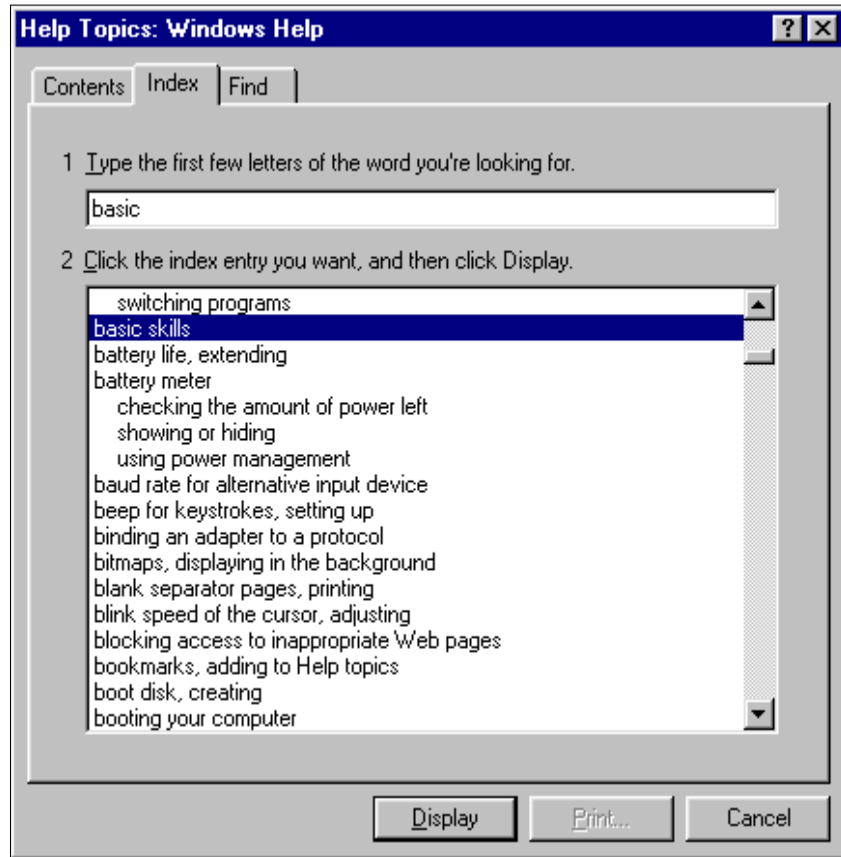 Help Topics: Windows Help
Contents Index Find
1 Type the first few letters of the word you're looking for.
basic
2 Click the index entry you want, and then click Display.
switching programs
basic skills
battery life, extending
battery meter
checking the amount of power left
showing or hiding
using power management
baud rate for alternative input device
beep for keystrokes, setting up
binding an adapter to a protocol
bitmaps, displaying in the background
blank separator pages, printing
blink speed of the cursor, adjusting
blocking access to inappropriate Web pages
bookmarks, adding to Help topics
boot disk, creating
booting your computer
Display Print... Cancel